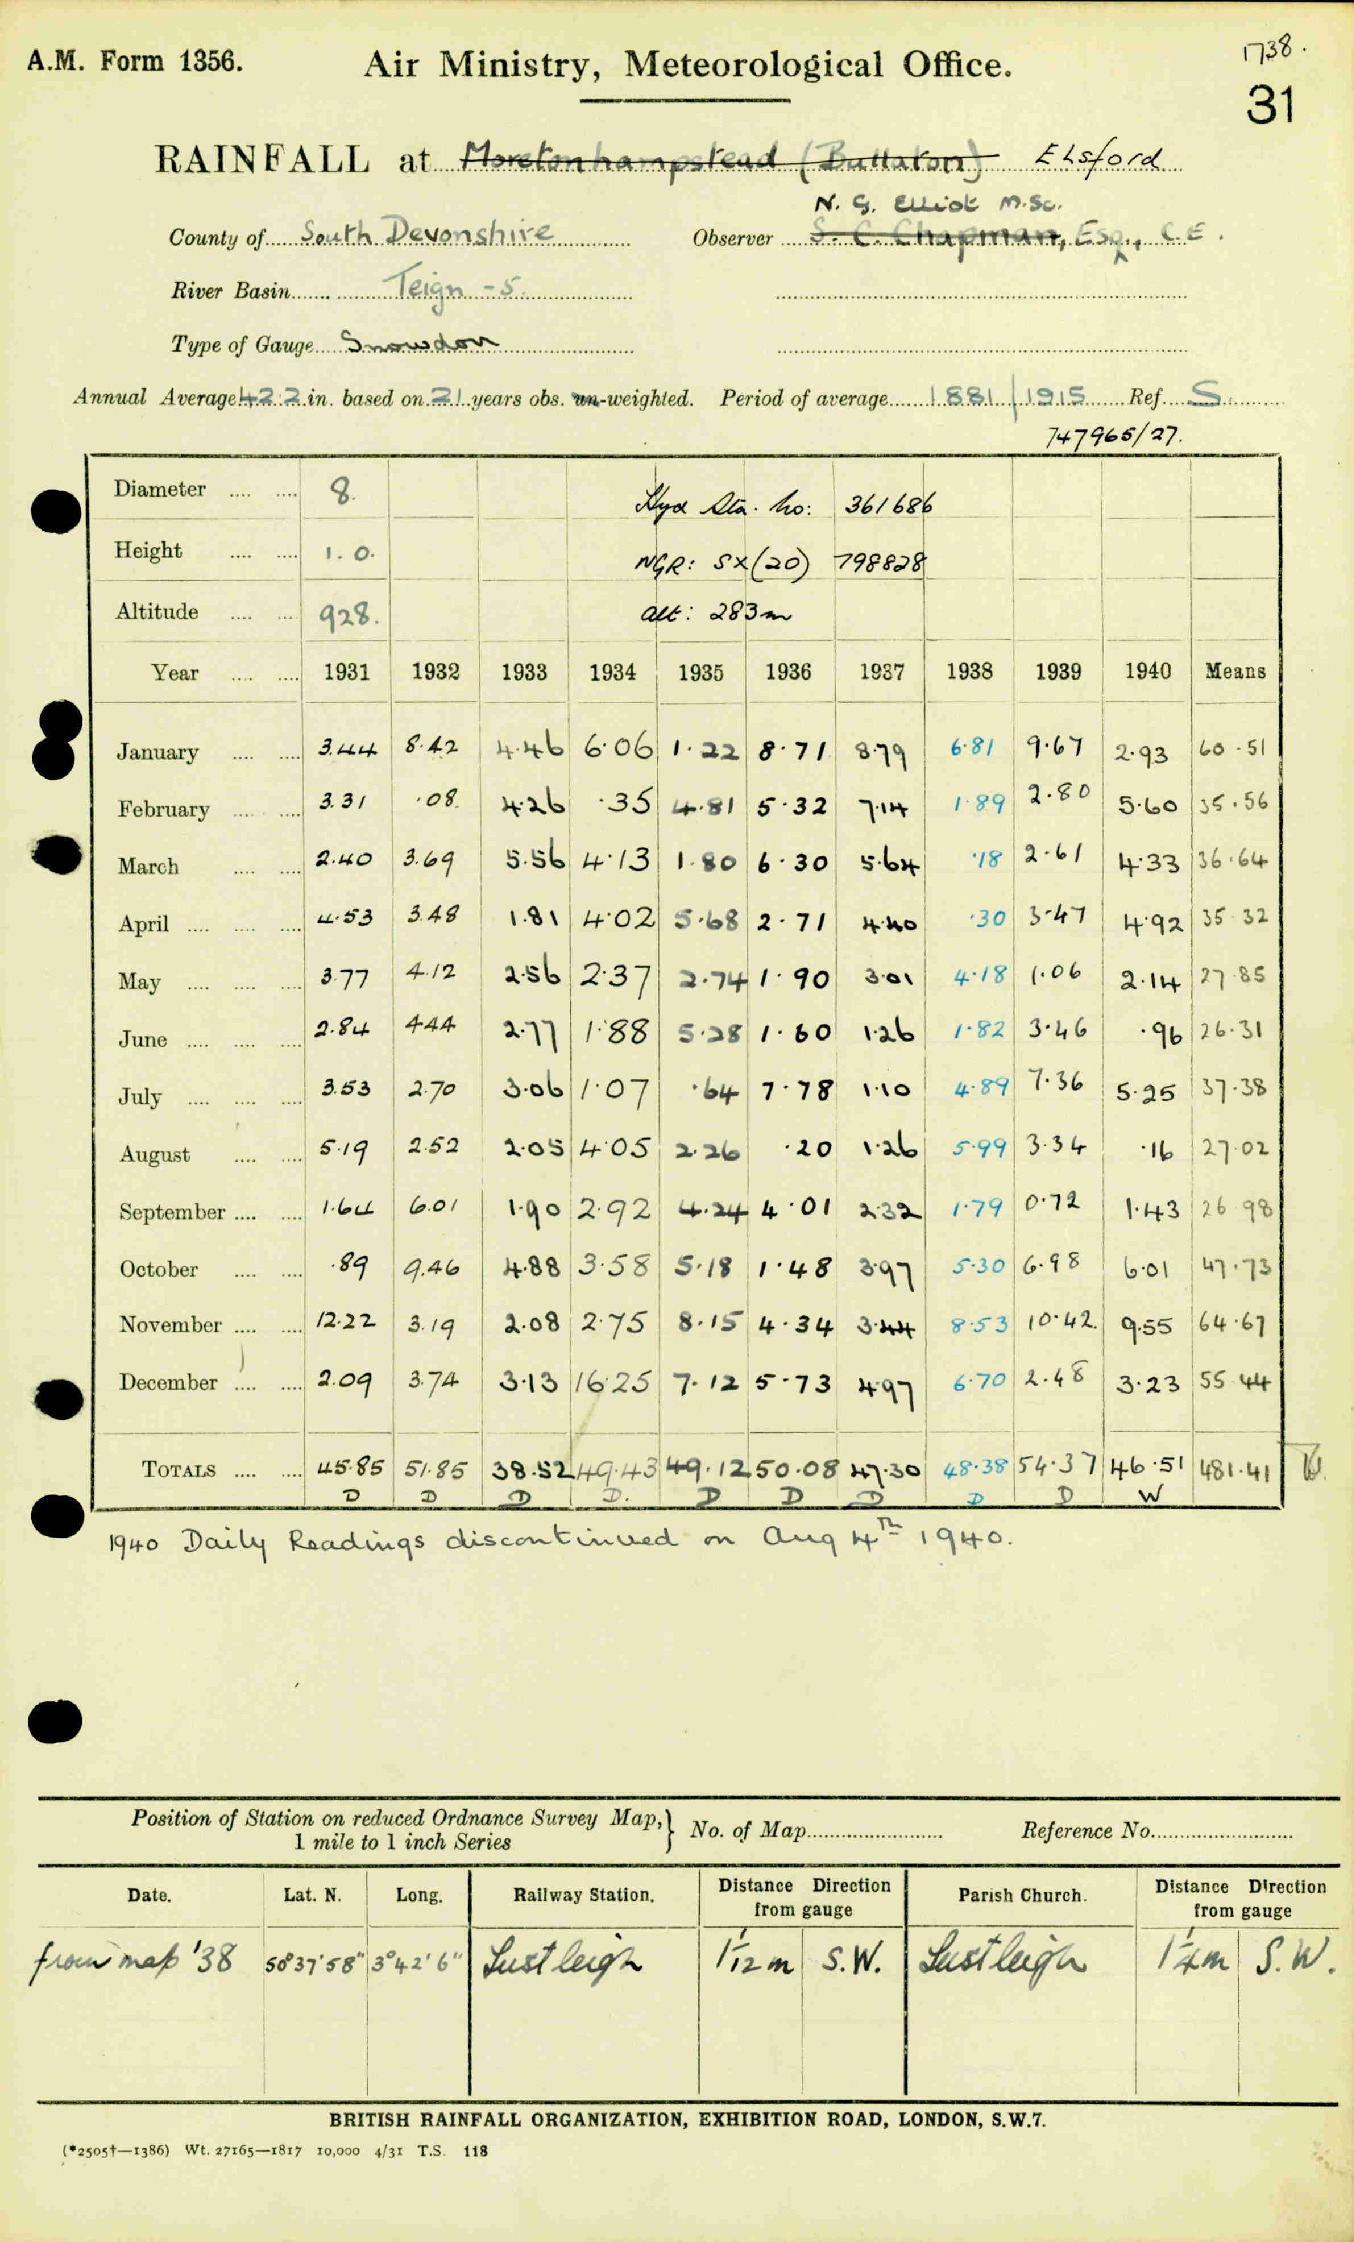 A.M. Form 1356. Air Ministry, Meteorological Office. 1738.
31
RAINFALL at Moretonhampstead (Bullaton) Elsford
N. G. Elliot M.Sc.
County of South Devonshire Observer S. C. Chapman, Esq., C.E.
River Basin Teign - 5.
Type of Gauge Snowdon
Annual Average 42.2 in. based on 21 years obs. un-weighted. Period of average 1881/1915 Ref. S.
747965/27.
Diameter .... .... 8. Hyd Sta. No: 361686
Height .... .... 1. 0. NGR: SX(20) 798828
Altitude .... .... 928. alt: 283m
Year .... .... 1931 1932 1933 1934 1935 1936 1937 1938 1939 1940 Means
January .... .... 3.44 8.42 4.46 6.06 1.22 8.71 8.79 6.81 9.67 2.93 60.51
February .... .... 3.31 .08 4.26 .35 4.81 5.32 7.14 1.89 2.80 5.60 35.56
March .... .... 2.40 3.69 5.56 4.13 1.80 6.30 5.64 .18 2.61 4.33 36.64
April .... .... .... 4.53 3.48 1.81 4.02 5.68 2.71 4.40 .30 3.47 4.92 35.32
May .... .... .... 3.77 4.12 2.56 2.37 2.74 1.90 3.01 4.18 1.06 2.14 27.85
June .... .... .... 2.84 4.44 2.77 1.88 5.28 1.60 1.26 1.82 3.46 .96 26.31
July .... .... .... 3.53 2.70 3.06 1.07 .64 7.78 1.10 4.89 7.36 5.25 37.38
August .... .... 5.19 2.52 2.05 4.05 2.26 .20 1.26 5.99 3.34 .16 27.02
September .... .... 1.64 6.01 1.90 2.92 4.24 4.01 2.32 1.79 0.72 1.43 26.98
October .... .... .89 9.46 4.88 3.58 5.18 1.48 3.97 5.30 6.98 6.01 47.73
November .... .... 12.22 3.19 2.08 2.75 8.15 4.34 3.44 8.53 10.42 9.55 64.67
December .... .... 2.09 3.74 3.13 16.25 7.12 5.73 4.97 6.70 2.48 3.23 55.44
TOTALS .... .... 45.85 51.85 38.52 49.43 49.12 50.08 47.30 48.38 54.37 46.51 481.41
D D D D. D D D D D W
1940 Daily Readings discontinued on Aug 4TH 1940.
Position of Station on reduced Ordnance Survey Map, } No. of Map Reference No.
1 mile to 1 inch Series
Date. Lat. N. Long. Railway Station. Distance Direction from gauge Parish Church. Distance Direction from gauge
from map '38 50°37'58" 3°42'6" Lustleigh 1 1/2 m S.W. Lustleigh 1 1/4 m S.W.
BRITISH RAINFALL ORGANIZATION, EXHIBITION ROAD, LONDON, S.W.7.
(*2505†—1386) Wt. 27165—1817 10,000 4/31 T.S. 118